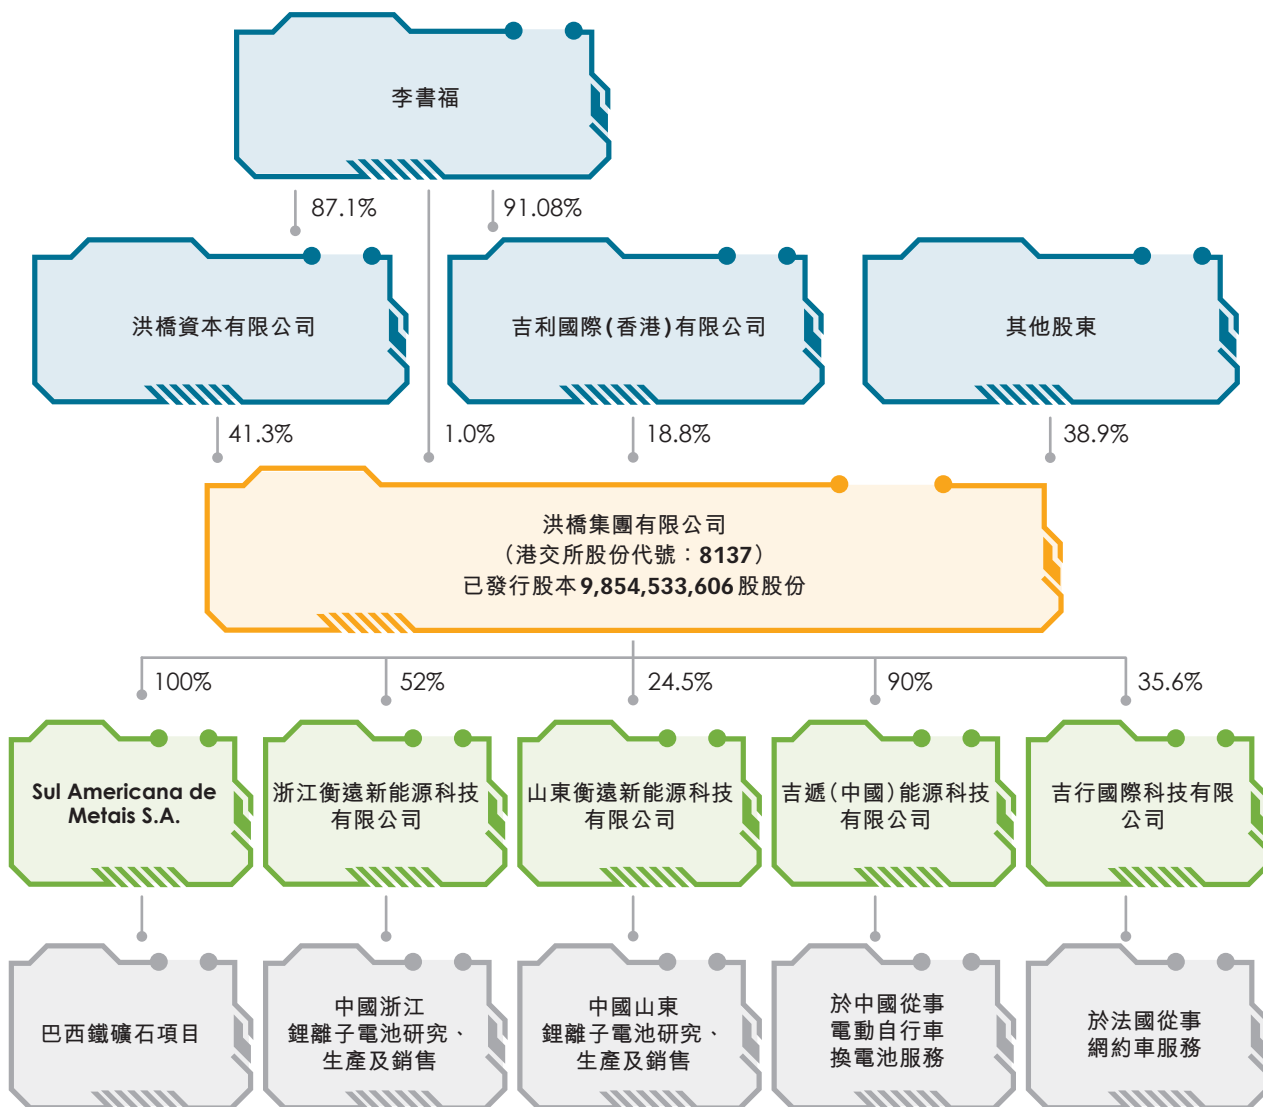 李書福
87.1%
91.08%
洪橋資本有限公司
吉利國際(香港)有限公司
其他股東
41.3%
1.0%
18.8%
38.9%
洪橋集團有限公司
（港交所股份代號：8137）
已發行股本9,854,533,606股股份
100%
52%
24.5%
90%
35.6%
Sul Americana de
Metais S.A.
浙江衡遠新能源科技
有限公司
山東衡遠新能源科技
有限公司
吉遞(中國)能源科技
有限公司
吉行國際科技有限
公司
巴西鐵礦石項目
中國浙江
鋰離子電池研究、
生產及銷售
中國山東
鋰離子電池研究、
生產及銷售
於中國從事
電動自行車
換電池服務
於法國從事
網約車服務